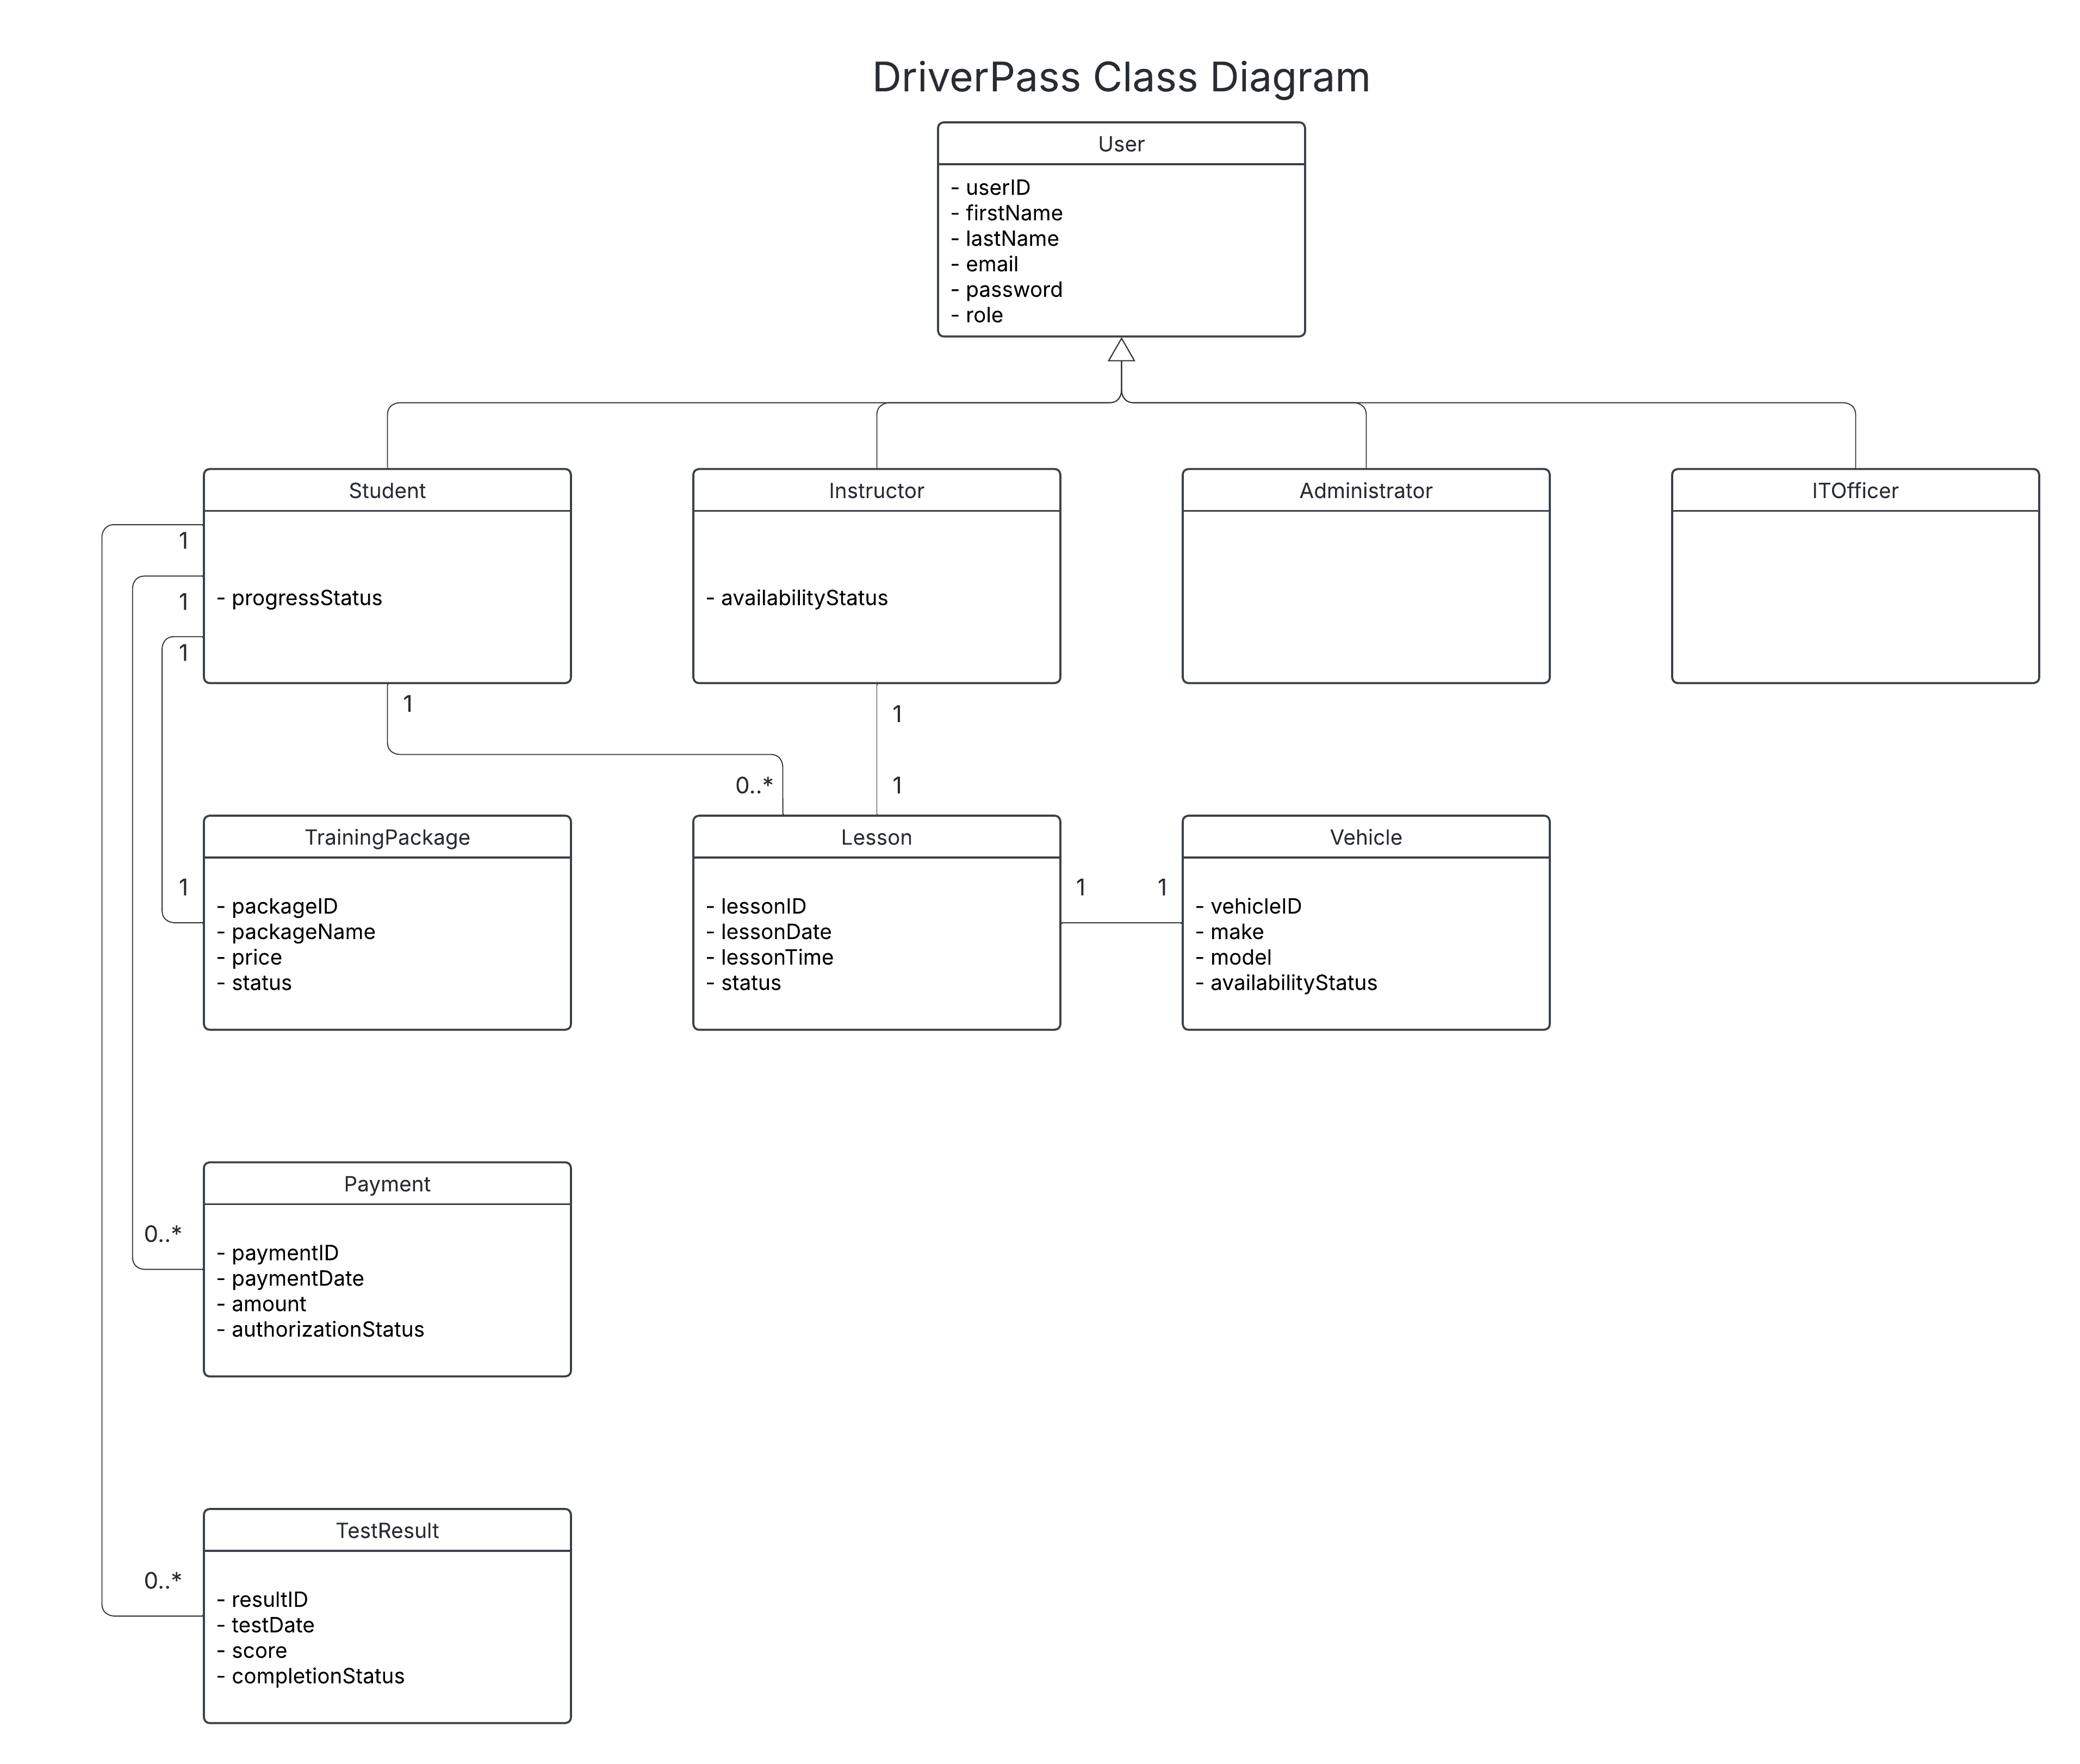 DriverPass Class Diagram
User
- userID
- firstName
- lastName
- email
- password
- role
Student
- progressStatus
Instructor
- availabilityStatus
Administrator
ITOfficer
1
1
1
1
1
0..*
1
TrainingPackage
- packageID
- packageName
- price
- status
1
Lesson
- lessonID
- lessonDate
- lessonTime
- status
1
1
Vehicle
- vehicleID
- make
- model
- availabilityStatus
Payment
0..*
- paymentID
- paymentDate
- amount
- authorizationStatus
TestResult
0..*
- resultID
- testDate
- score
- completionStatus